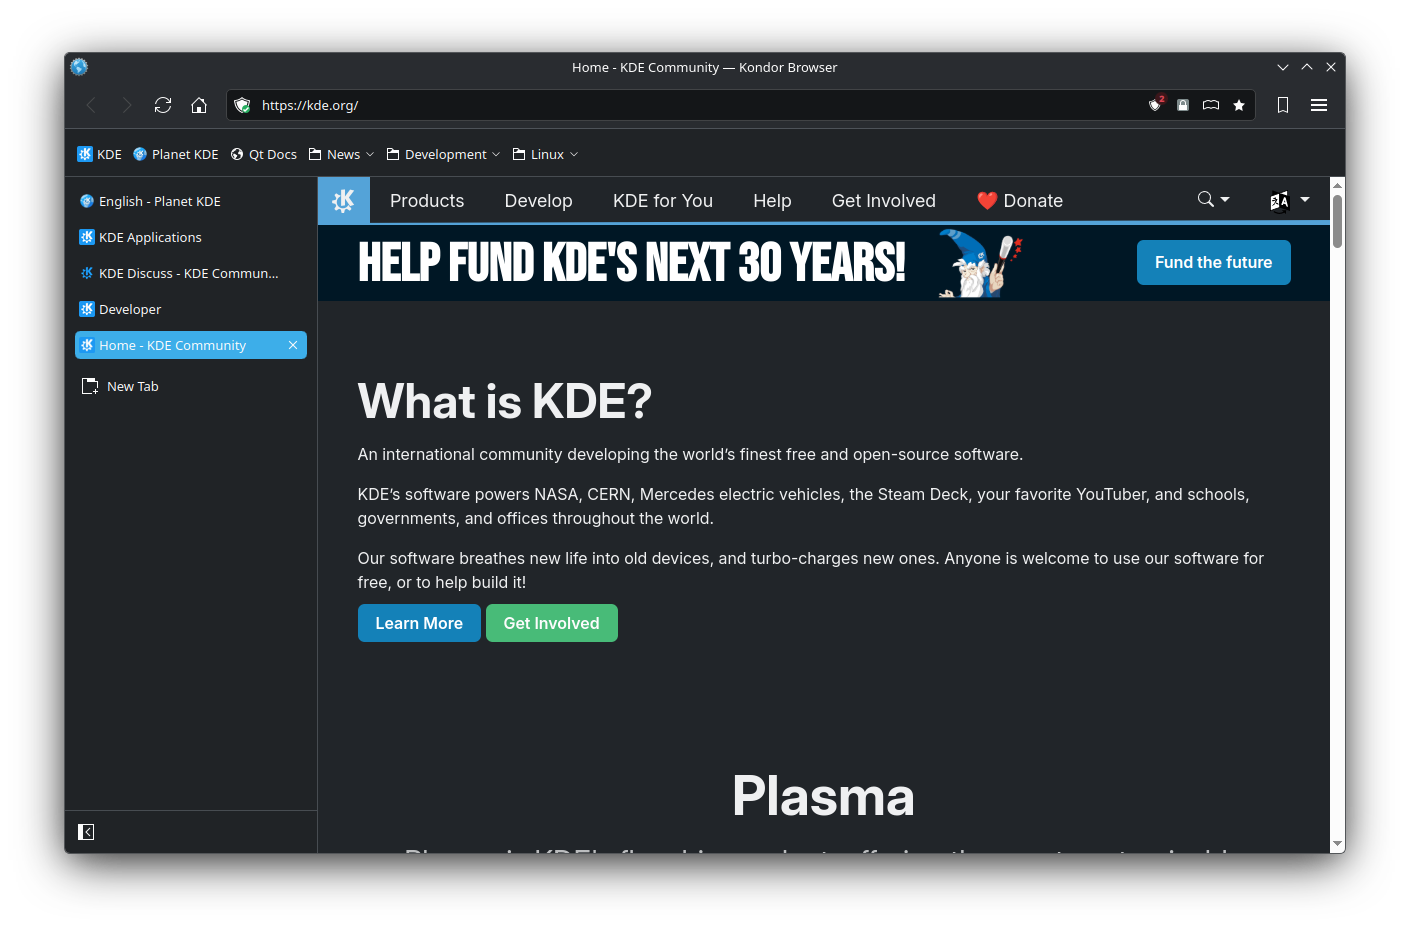 Home - KDE Community — Kondor Browser
https://kde.org/
2
KDE Planet KDE Qt Docs News Development Linux
English - Planet KDE
KDE Applications
KDE Discuss - KDE Commun...
Developer
Home - KDE Community
New Tab
Products Develop KDE for You Help Get Involved Donate
HELP FUND KDE'S NEXT 30 YEARS!
Fund the future
What is KDE?
An international community developing the world’s finest free and open-source software.
KDE’s software powers NASA, CERN, Mercedes electric vehicles, the Steam Deck, your favorite YouTuber, and schools,
governments, and offices throughout the world.
Our software breathes new life into old devices, and turbo-charges new ones. Anyone is welcome to use our software for
free, or to help build it!
Learn More Get Involved
Plasma